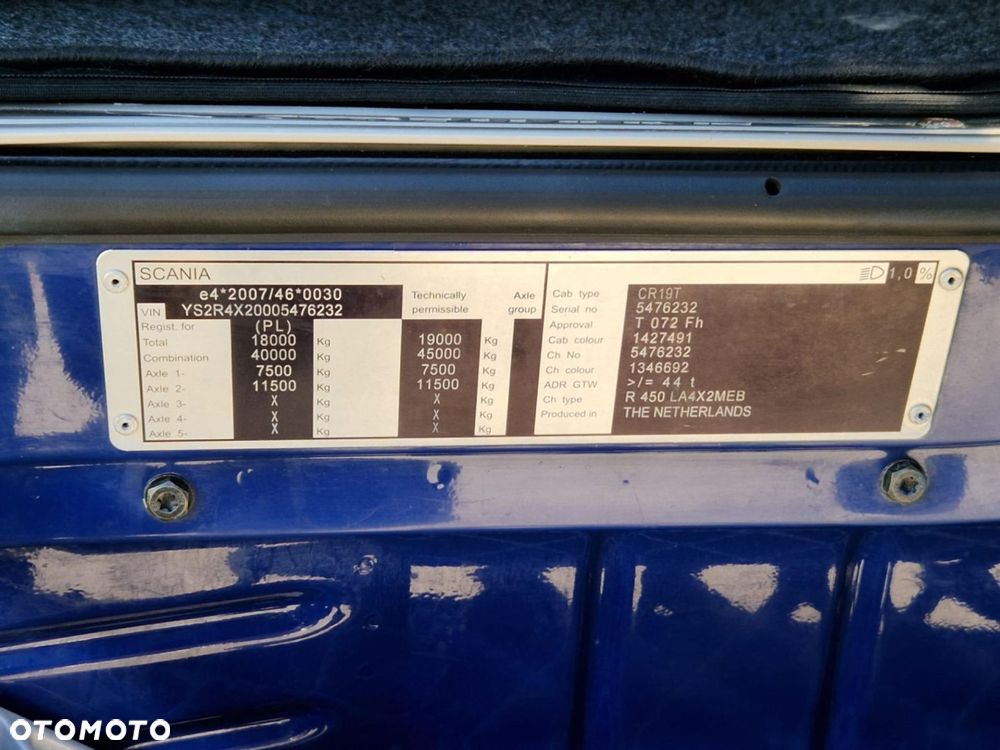 SCANIA
1,0 %
e4*2007/46*0030
VIN YS2R4X20005476232
Regist. for (PL)
Technically permissible
Axle group
Total 18000 Kg 19000 Kg
Combination 40000 Kg 45000 Kg
Axle 1- 7500 Kg 7500 Kg
Axle 2- 11500 Kg 11500 Kg
Axle 3- X Kg X Kg
Axle 4- X Kg X Kg
Axle 5- X Kg X Kg
Cab type CR19T
Serial no 5476232
Approval T 072 Fh
Cab colour 1427491
Ch No 5476232
Ch colour 1346692
ADR GTW >/= 44 t
Ch type R 450 LA4X2MEB
Produced in THE NETHERLANDS
OTOMOTO